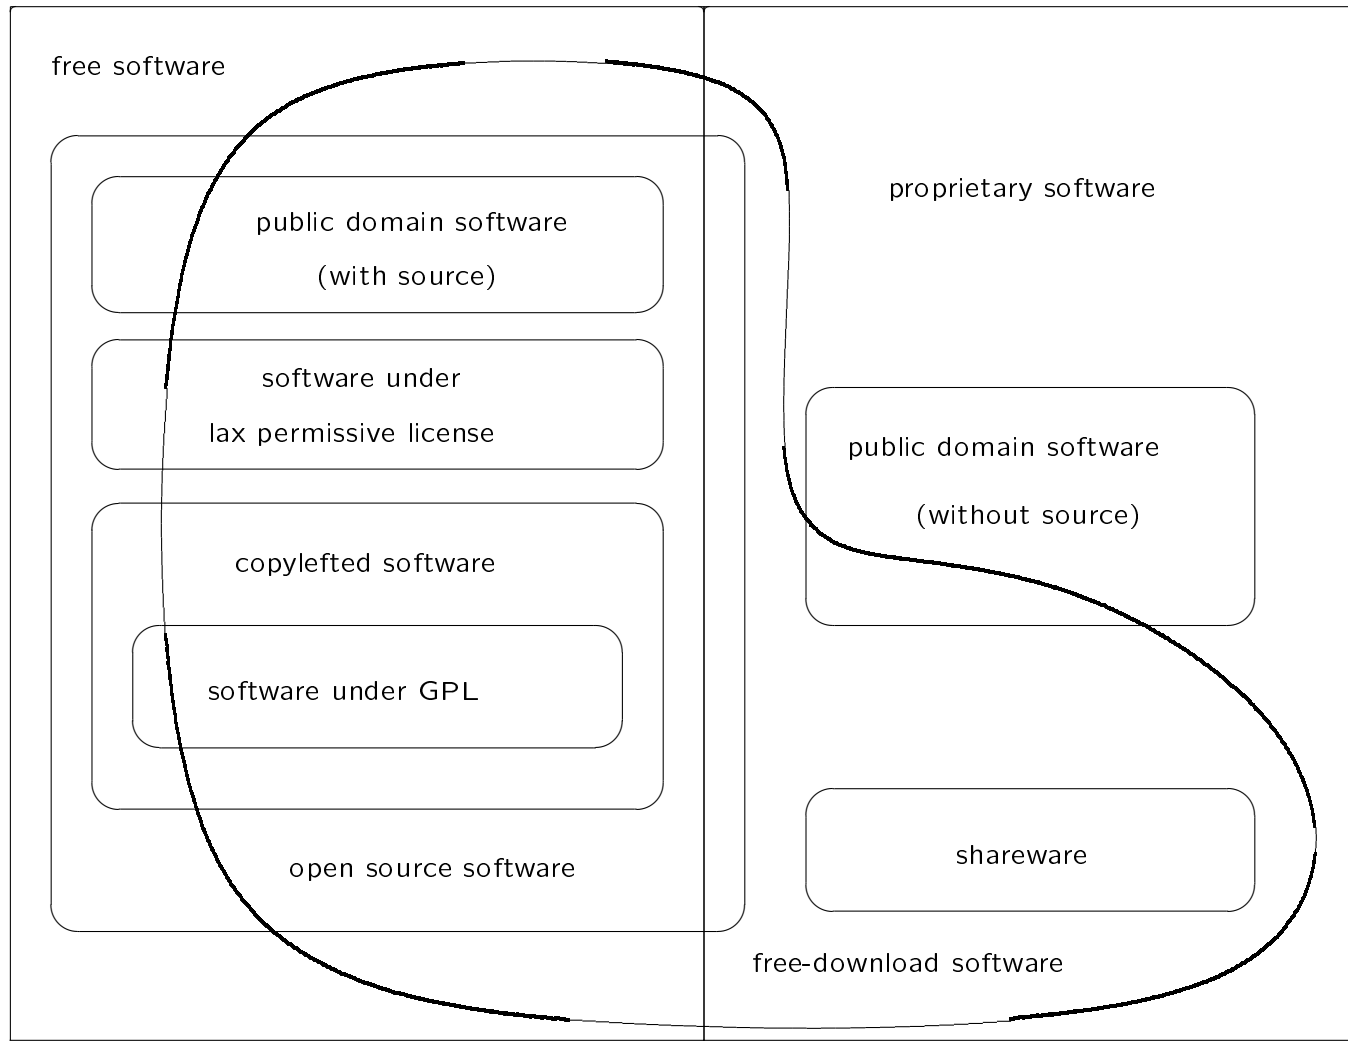 free software
public domain software
(with source)
software under
lax permissive license
copylefted software
software under GPL
open source software
proprietary software
public domain software
(without source)
shareware
free-download software